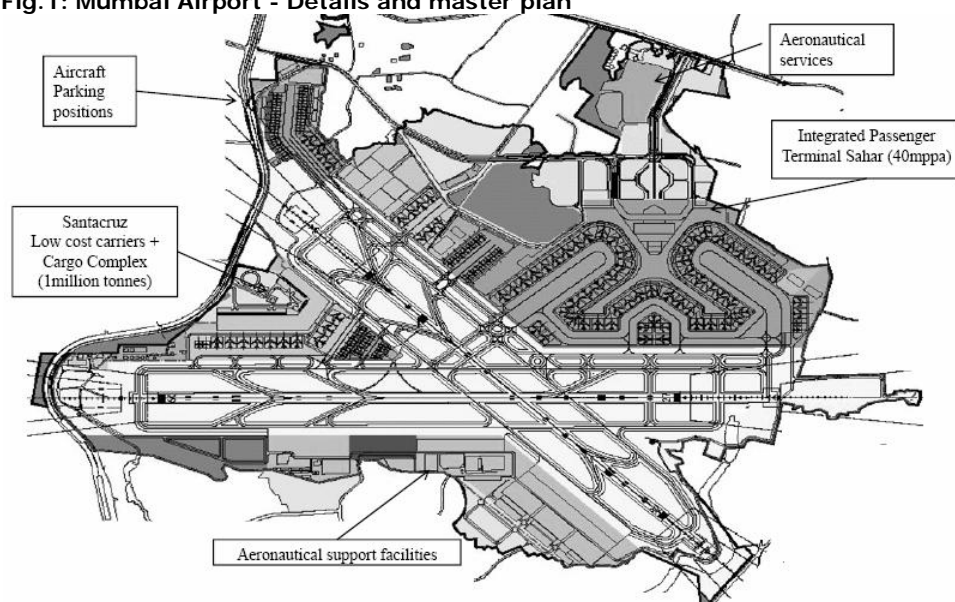 Fig.1: Mumbai Airport - Details and master plan
Aircraft
Parking
positions
Aeronautical
services
Integrated Passenger
Terminal Sahar (40mppa)
Santacruz
Low cost carriers +
Cargo Complex
(1million tonnes)
Aeronautical support facilities